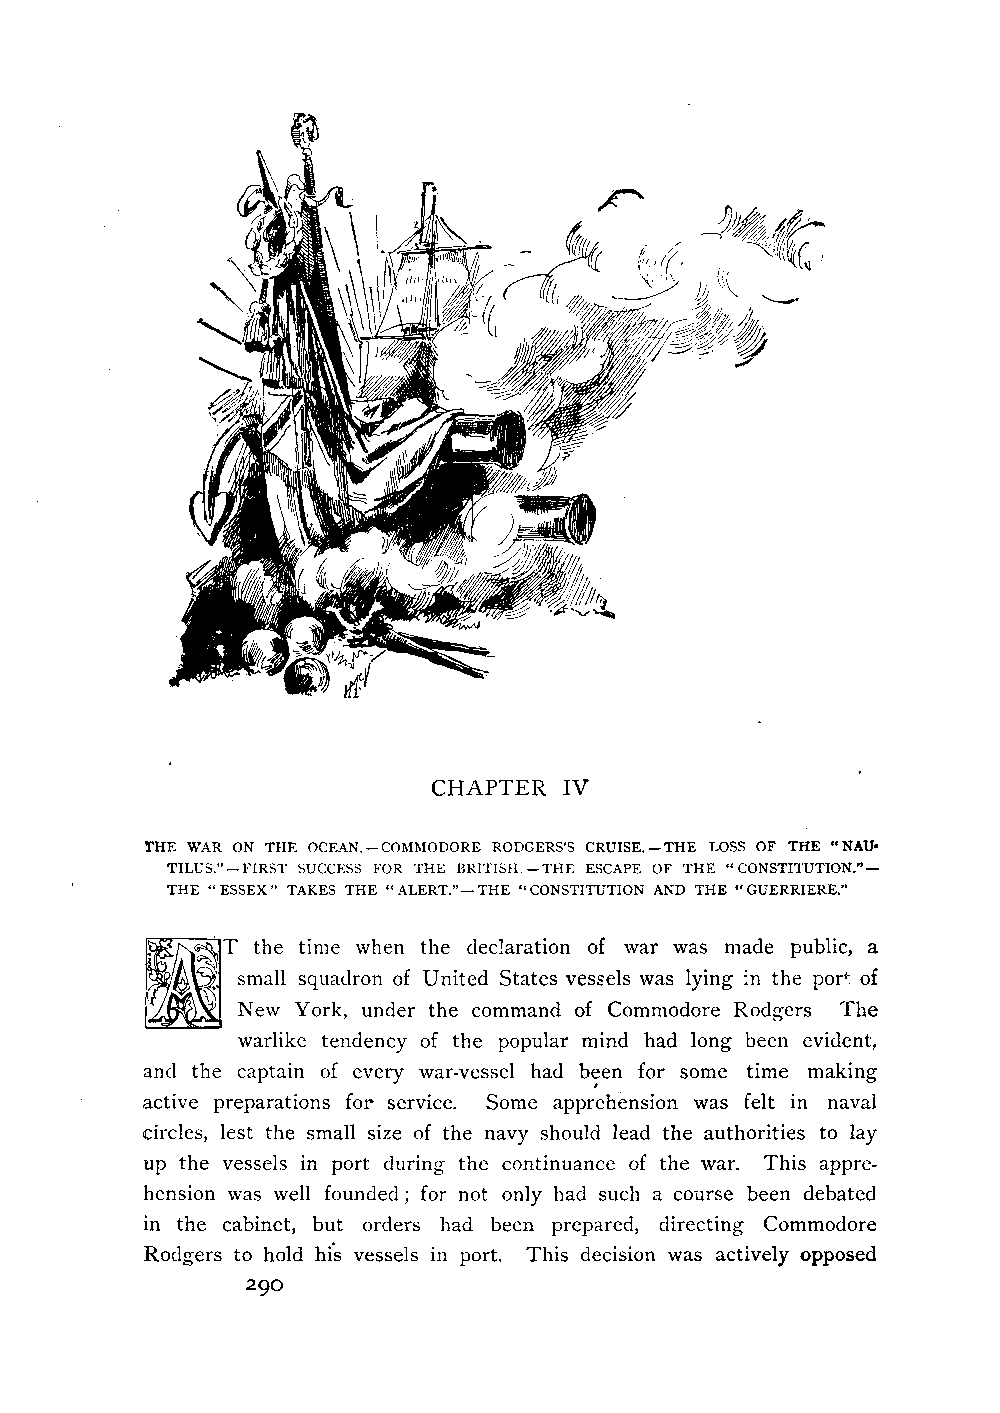 CHAPTER IV
THE WAR ON THE OCEAN.—COMMODORE RODGERS'S CRUISE.—THE LOSS OF THE "NAU-
TILUS."—FIRST SUCCESS FOR THE BRITISH.—THE ESCAPE OF THE "CONSTITUTION."—
THE "ESSEX" TAKES THE "ALERT."—THE "CONSTITUTION AND THE "GUERRIERE."
AT the time when the declaration of war was made public, a
small squadron of United States vessels was lying in the port of
New York, under the command of Commodore Rodgers The
warlike tendency of the popular mind had long been evident,
and the captain of every war-vessel had been for some time making
active preparations for service. Some apprehension was felt in naval
circles, lest the small size of the navy should lead the authorities to lay
up the vessels in port during the continuance of the war. This appre-
hension was well founded; for not only had such a course been debated
in the cabinet, but orders had been prepared, directing Commodore
Rodgers to hold his vessels in port. This decision was actively opposed
290